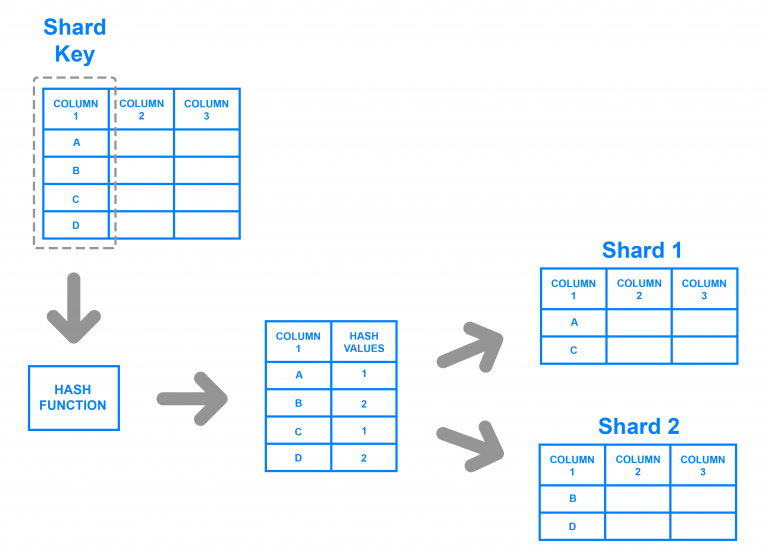 Shard
Key
COLUMN COLUMN COLUMN
1 2 3
A
B
C
D
HASH
FUNCTION
COLUMN HASH
1 VALUES
A 1
B 2
C 1
D 2
Shard 1
COLUMN COLUMN COLUMN
1 2 3
A
C
Shard 2
COLUMN COLUMN COLUMN
1 2 3
B
D